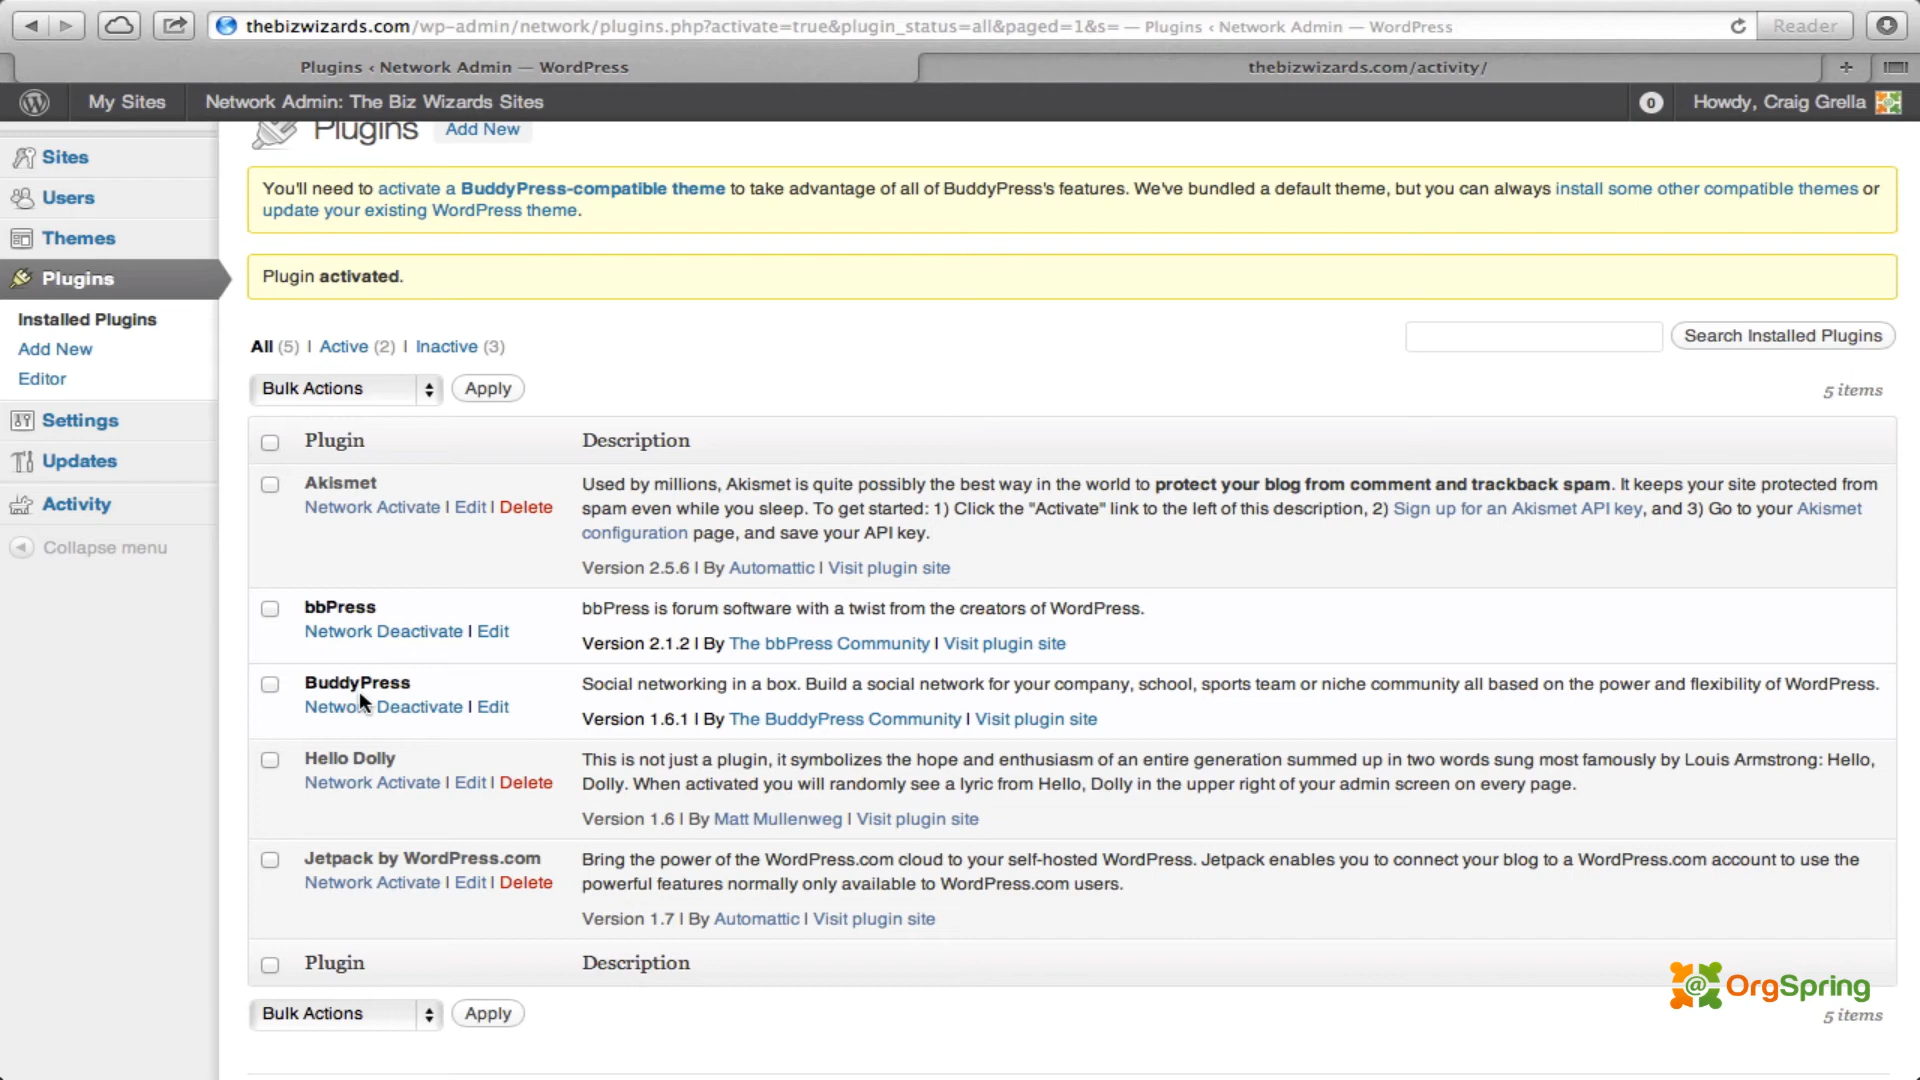 thebizwizards.com/wp-admin/network/plugins.php?activate=true&plugin_status=all&paged=1&s= — Plugins ‹ Network Admin — WordPress
Reader
Plugins ‹ Network Admin — WordPress
thebizwizards.com/activity/
My Sites
Network Admin: The Biz Wizards Sites
0
Howdy, Craig Grella
Sites
Users
Themes
Plugins
Installed Plugins
Add New
Editor
Settings
Updates
Activity
Collapse menu
Plugins Add New
You'll need to activate a BuddyPress-compatible theme to take advantage of all of BuddyPress's features. We've bundled a default theme, but you can always install some other compatible themes or
update your existing WordPress theme.
Plugin activated.
All (5) | Active (2) | Inactive (3)
Search Installed Plugins
Bulk Actions Apply
5 items
Plugin Description
Akismet
Network Activate | Edit | Delete
Used by millions, Akismet is quite possibly the best way in the world to protect your blog from comment and trackback spam. It keeps your site protected from
spam even while you sleep. To get started: 1) Click the "Activate" link to the left of this description, 2) Sign up for an Akismet API key, and 3) Go to your Akismet
configuration page, and save your API key.
Version 2.5.6 | By Automattic | Visit plugin site
bbPress
Network Deactivate | Edit
bbPress is forum software with a twist from the creators of WordPress.
Version 2.1.2 | By The bbPress Community | Visit plugin site
BuddyPress
Network Deactivate | Edit
Social networking in a box. Build a social network for your company, school, sports team or niche community all based on the power and flexibility of WordPress.
Version 1.6.1 | By The BuddyPress Community | Visit plugin site
Hello Dolly
Network Activate | Edit | Delete
This is not just a plugin, it symbolizes the hope and enthusiasm of an entire generation summed up in two words sung most famously by Louis Armstrong: Hello,
Dolly. When activated you will randomly see a lyric from Hello, Dolly in the upper right of your admin screen on every page.
Version 1.6 | By Matt Mullenweg | Visit plugin site
Jetpack by WordPress.com
Network Activate | Edit | Delete
Bring the power of the WordPress.com cloud to your self-hosted WordPress. Jetpack enables you to connect your blog to a WordPress.com account to use the
powerful features normally only available to WordPress.com users.
Version 1.7 | By Automattic | Visit plugin site
Plugin Description
Bulk Actions Apply
OrgSpring
5 items